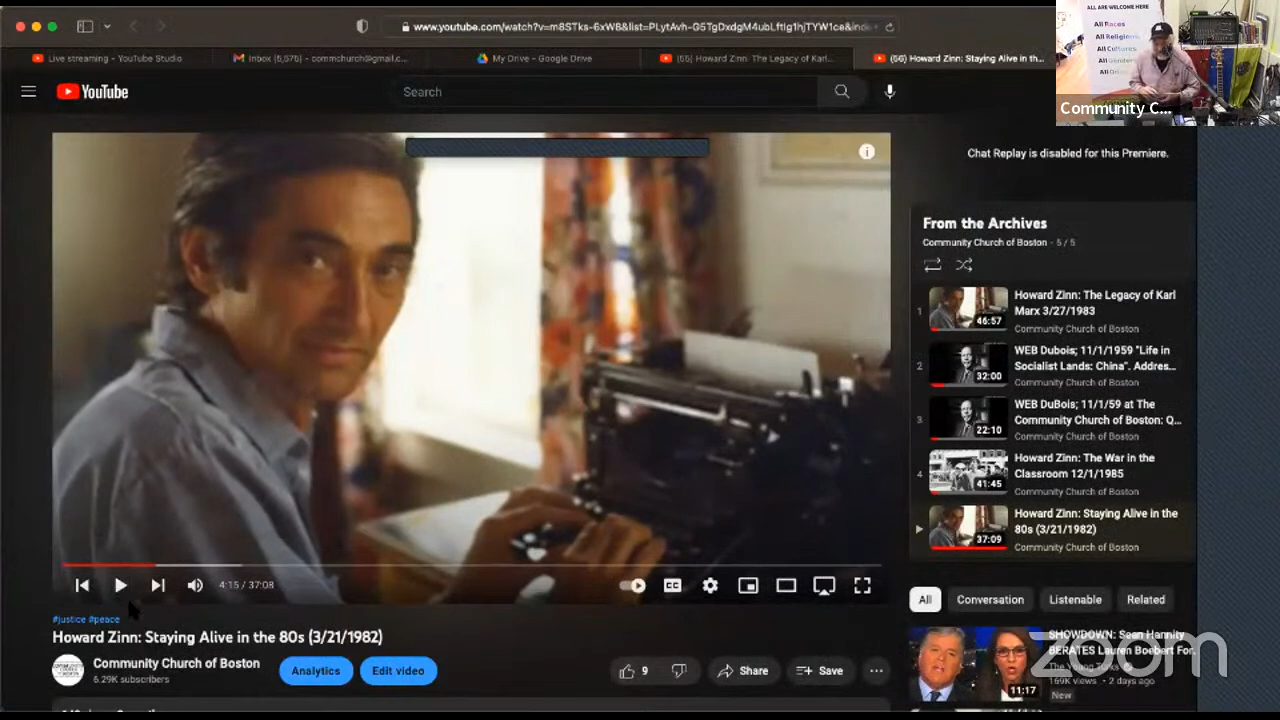 www.youtube.com/watch?v=m8STks-6xW8&list=PLytAvh-G5TgDxdgM4ubLftIg1hjTYW1ce&inde
Live streaming - YouTube Studio
Inbox (6,575) - commchurch@gmail.c...
My Drive - Google Drive
(55) Howard Zinn: The Legacy of Karl...
(56) Howard Zinn: Staying Alive in th...
ALL ARE WELCOME HERE
All Races
All Religions
All Cultures
All Genders
Community C...
YouTube
Search
Chat Replay is disabled for this Premiere.
From the Archives
Community Church of Boston - 5 / 5
1
Howard Zinn: The Legacy of Karl
Marx 3/27/1983
Community Church of Boston
46:57
2
WEB Dubois; 11/1/1959 "Life in
Socialist Lands: China". Addres...
Community Church of Boston
32:00
3
WEB DuBois; 11/1/59 at The
Community Church of Boston: Q...
Community Church of Boston
22:10
4
Howard Zinn: The War in the
Classroom 12/1/1985
Community Church of Boston
41:45
Howard Zinn: Staying Alive in the
80s (3/21/1982)
Community Church of Boston
37:09
4:15 / 37:08
CC
#justice #peace
Howard Zinn: Staying Alive in the 80s (3/21/1982)
Community Church of Boston
6.29K subscribers
Analytics
Edit video
9
Share
Save
All
Conversation
Listenable
Related
SHOWDOWN: Sean Hannity
BERATES Lauren Boebert For.
The Young Turks
169K views • 2 days ago
New
11:17
zoom